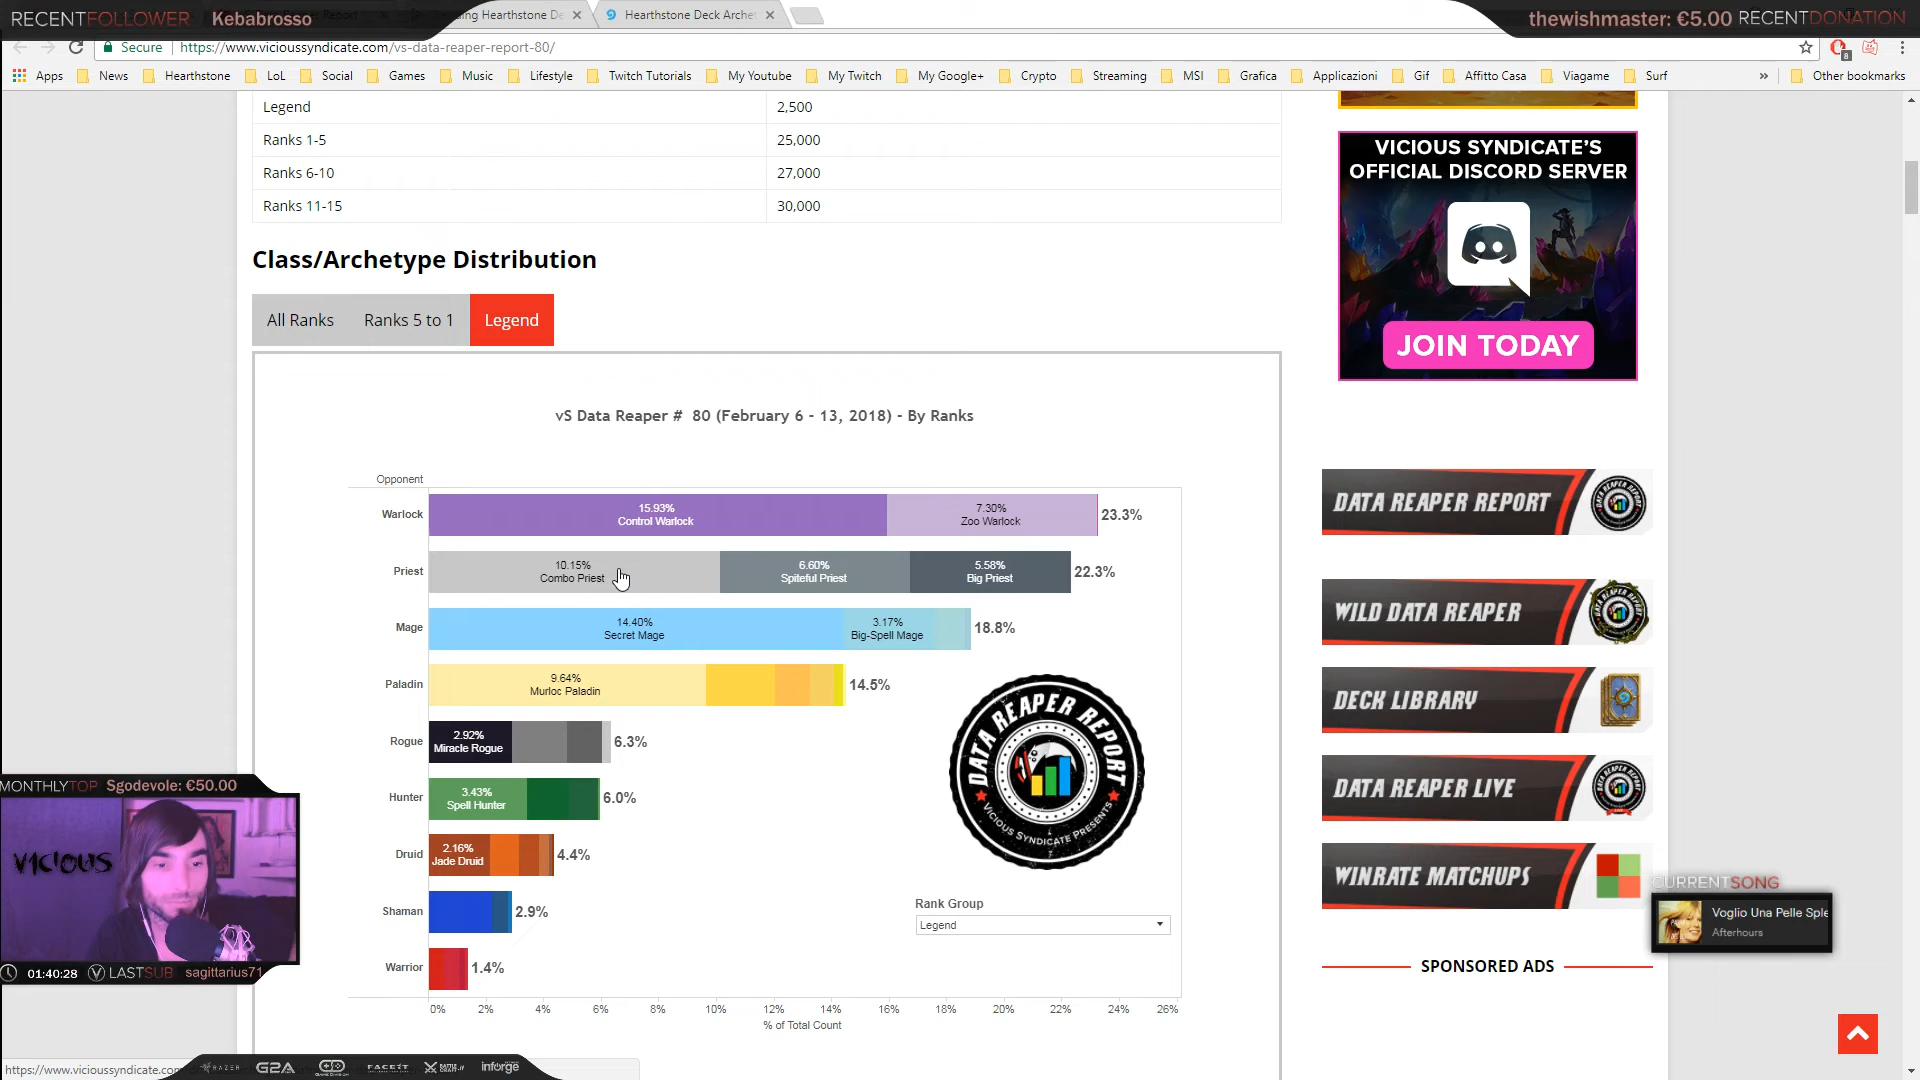 RECENTFOLLOWER Kebabrosso
Hearthstone De
Hearthstone Deck Archet
thewishmaster: €5.00 RECENTDONATION
Secure https://www.vicioussyndicate.com/vs-data-reaper-report-80/
8
Apps News Hearthstone LoL Social Games Music Lifestyle Twitch Tutorials My Youtube My Twitch My Google+ Crypto Streaming MSI Grafica Applicazioni Gif Affitto Casa Viagame Surf » Other bookmarks
Legend 2,500
Ranks 1-5 25,000
Ranks 6-10 27,000
Ranks 11-15 30,000
Class/Archetype Distribution
All Ranks Ranks 5 to 1 Legend
vS Data Reaper # 80 (February 6 - 13, 2018) - By Ranks
Opponent
Warlock
15.93%
Control Warlock
7.30%
Zoo Warlock
23.3%
Priest
10.15%
Combo Priest
6.60%
Spiteful Priest
5.58%
Big Priest
22.3%
Mage
14.40%
Secret Mage
3.17%
Big-Spell Mage
18.8%
Paladin
9.64%
Murloc Paladin
14.5%
Rogue
2.92%
Miracle Rogue
6.3%
Hunter
3.43%
Spell Hunter
6.0%
Druid
2.16%
Jade Druid
4.4%
Shaman
2.9%
Warrior
1.4%
0% 2% 4% 6% 8% 10% 12% 14% 16% 18% 20% 22% 24% 26%
% of Total Count
DATA REAPER REPORT
VICIOUS SYNDICATE PRESENTS
Rank Group
Legend
VICIOUS SYNDICATE'S
OFFICIAL DISCORD SERVER
JOIN TODAY
DATA REAPER REPORT
WILD DATA REAPER
DECK LIBRARY
DATA REAPER LIVE
WINRATE MATCHUPS
CURRENTSONG
Voglio Una Pelle Sple
Afterhours
SPONSORED ADS
MONTHLYTOP Sgodevole: €50.00
V1C1OUS
01:40:28 LASTSUB sagittarius71
https://www.vicioussyndicate.com
RAZER G2A FACEIT inforge